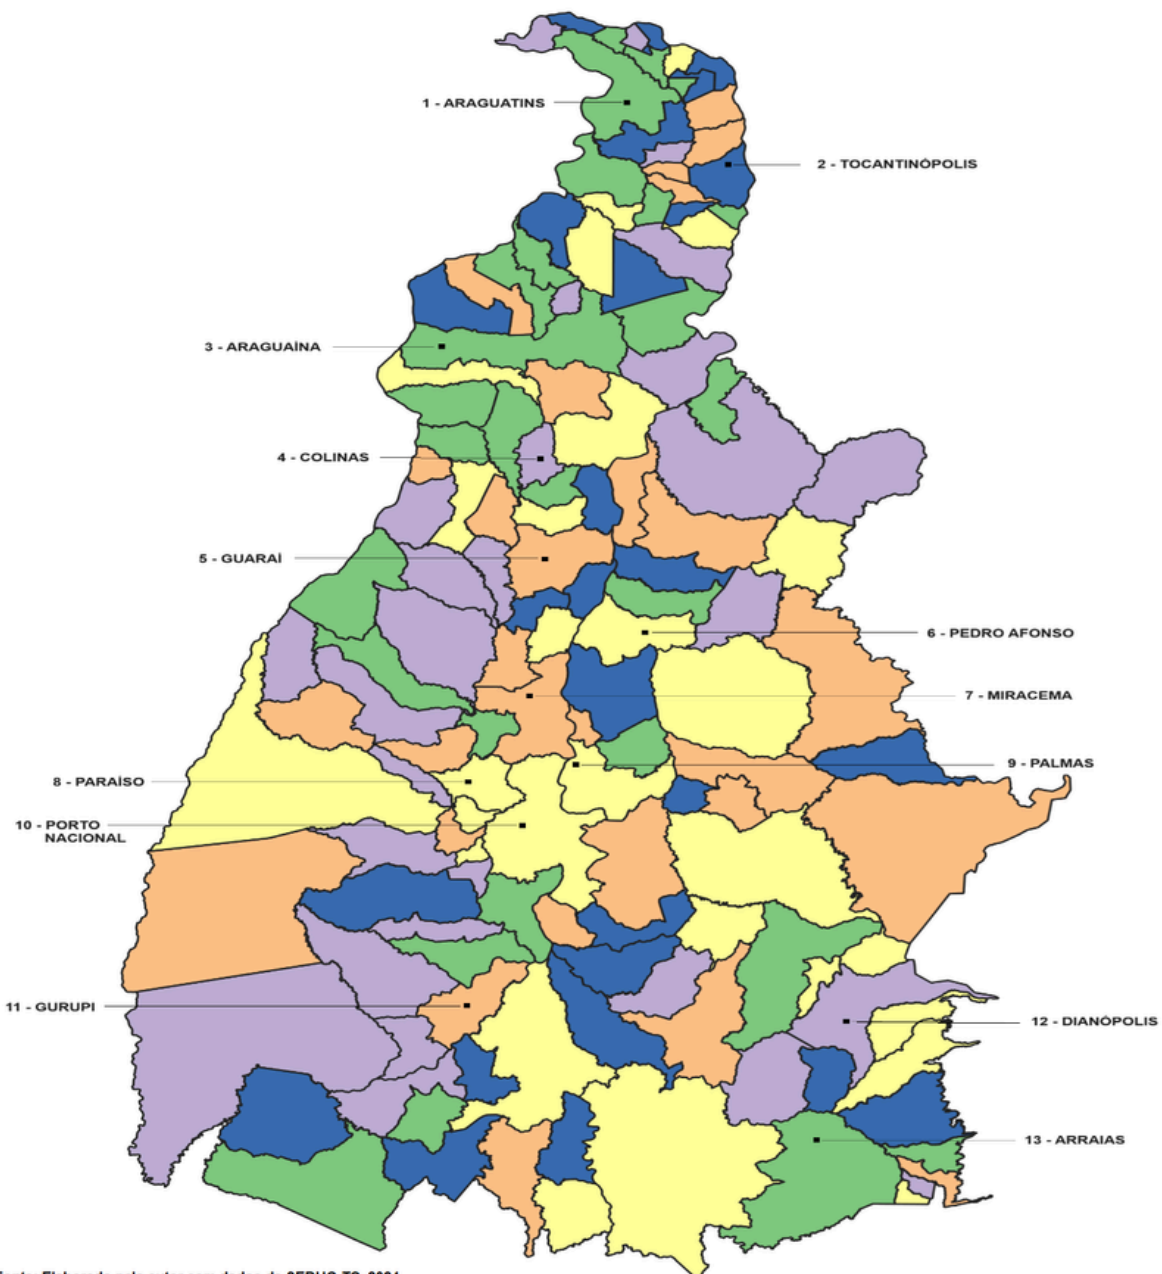 1 - ARAGUATINS
2 - TOCANTINÓPOLIS
3 - ARAGUAÍNA
4 - COLINAS
5 - GUARAÍ
6 - PEDRO AFONSO
7 - MIRACEMA
8 - PARAÍSO
9 - PALMAS
10 - PORTO
NACIONAL
11 - GURUPI
12 - DIANÓPOLIS
13 - ARRAIAS